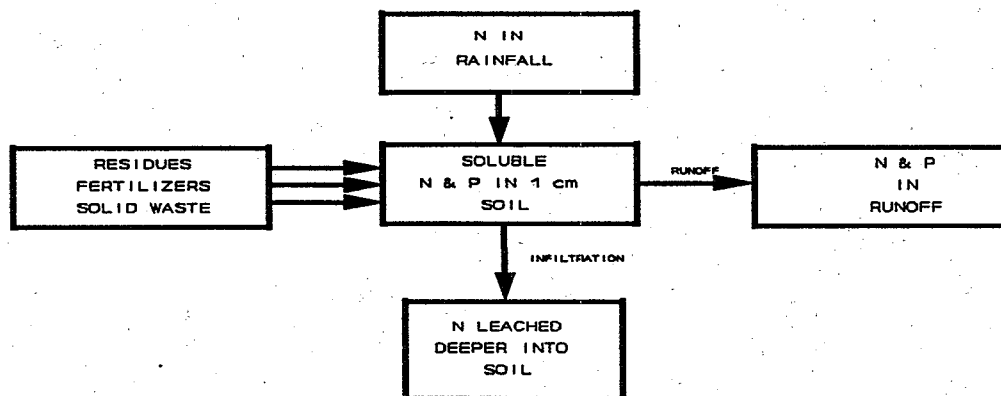 N IN
RAINFALL
RESIDUES
FERTILIZERS
SOLID WASTE
SOLUBLE
N & P IN 1 cm
SOIL
RUNOFF
N & P
IN
RUNOFF
INFILTRATION
N LEACHED
DEEPER INTO
SOIL